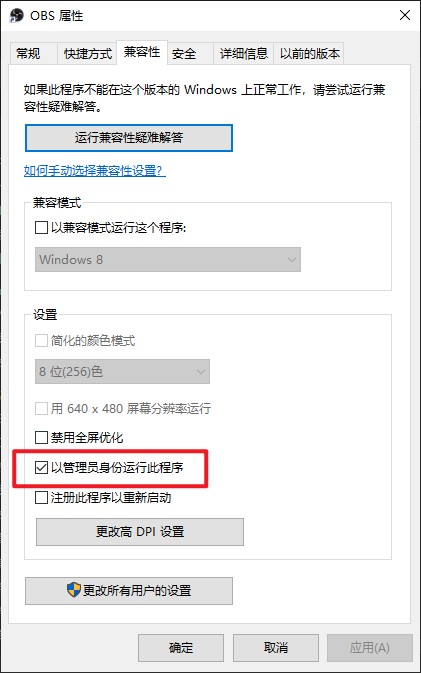 OBS 属性
常规 快捷方式 兼容性 安全 详细信息 以前的版本
如果此程序不能在这个版本的 Windows 上正常工作，请尝试运行兼
容性疑难解答。
运行兼容性疑难解答
如何手动选择兼容性设置?
兼容模式
以兼容模式运行这个程序:
Windows 8
设置
简化的颜色模式
8 位(256)色
用 640 x 480 屏幕分辨率运行
禁用全屏优化
以管理员身份运行此程序
注册此程序以重新启动
更改高 DPI 设置
更改所有用户的设置
确定 取消 应用(A)